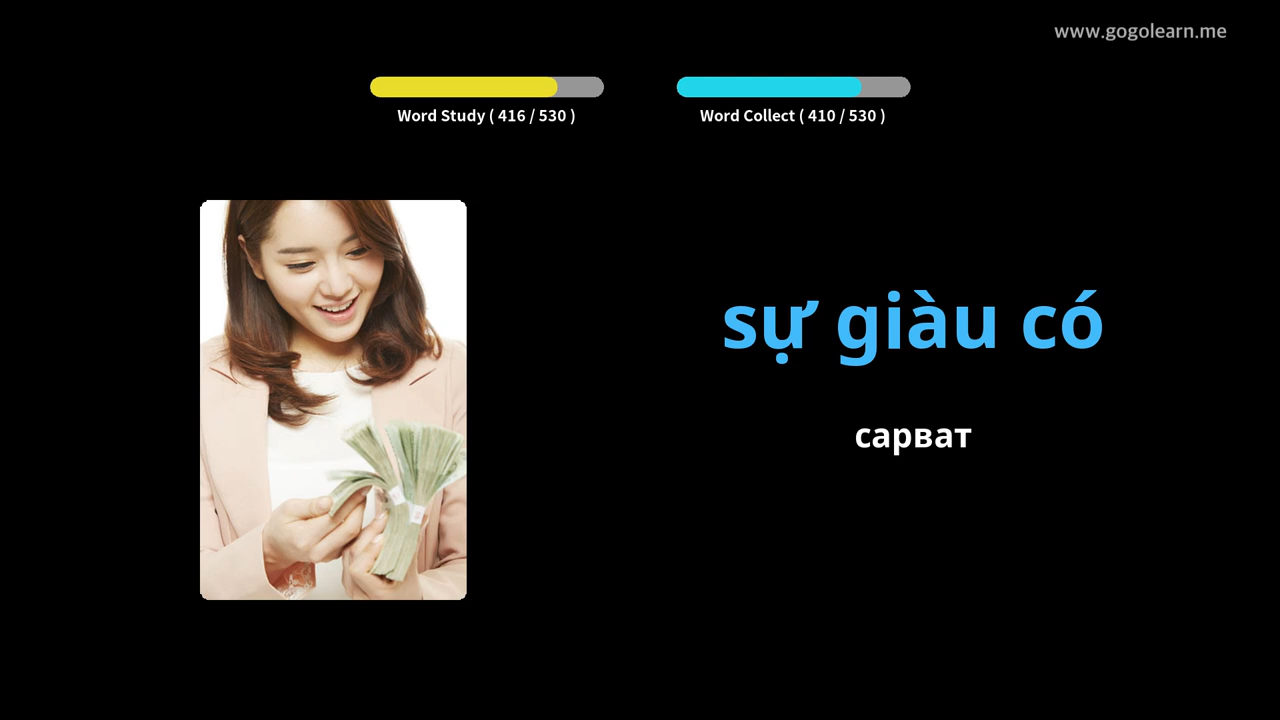 www.gogolearn.me
Word Study ( 416 / 530 )
Word Collect ( 410 / 530 )
sự giàu có
сарват